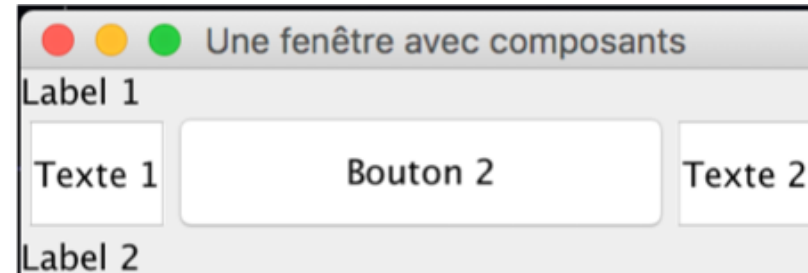 Une fenêtre avec composants
Label 1
Texte 1 Bouton 2 Texte 2
Label 2